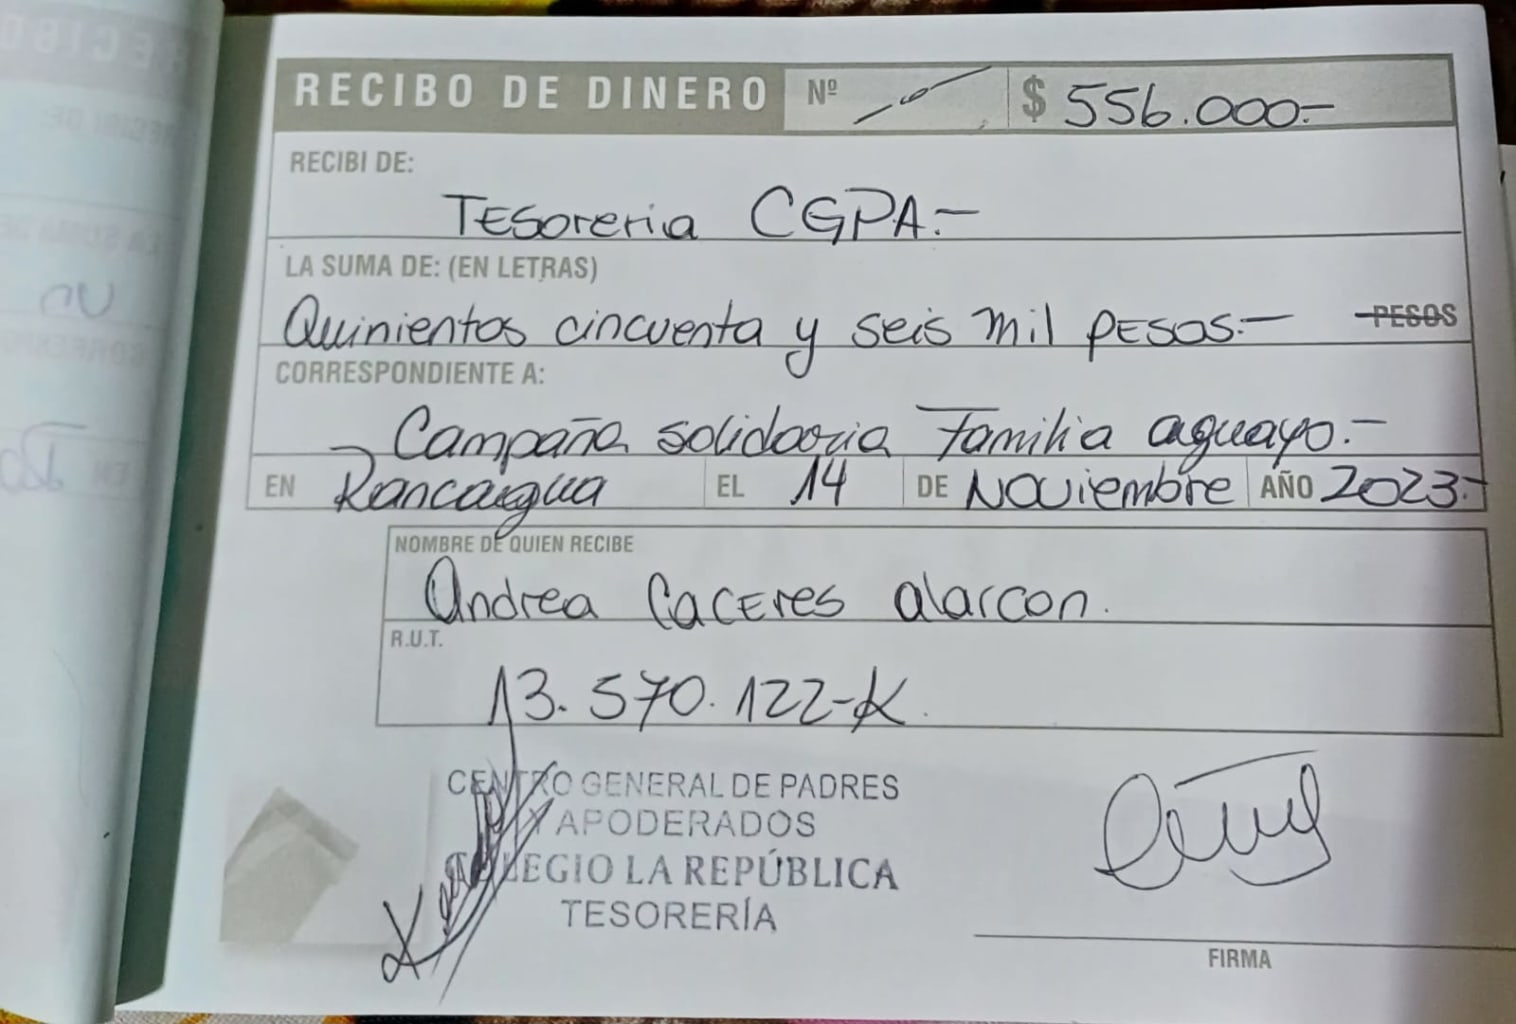 RECIBO DE DINERO Nº $ 556.000.-
RECIBI DE:
Tesoreria CGPA.-
LA SUMA DE: (EN LETRAS)
Quinientos cincuenta y seis mil pesos.- PESOS
CORRESPONDIENTE A:
Campaña solidaria Familia aguayo.-
EN Rancagua EL 14 DE Noviembre AÑO 2023.-
NOMBRE DE QUIEN RECIBE
Andrea Caceres alarcon.
R.U.T.
13.570.122-K.
CENTRO GENERAL DE PADRES
Y APODERADOS
COLEGIO LA REPÚBLICA
TESORERÍA
FIRMA